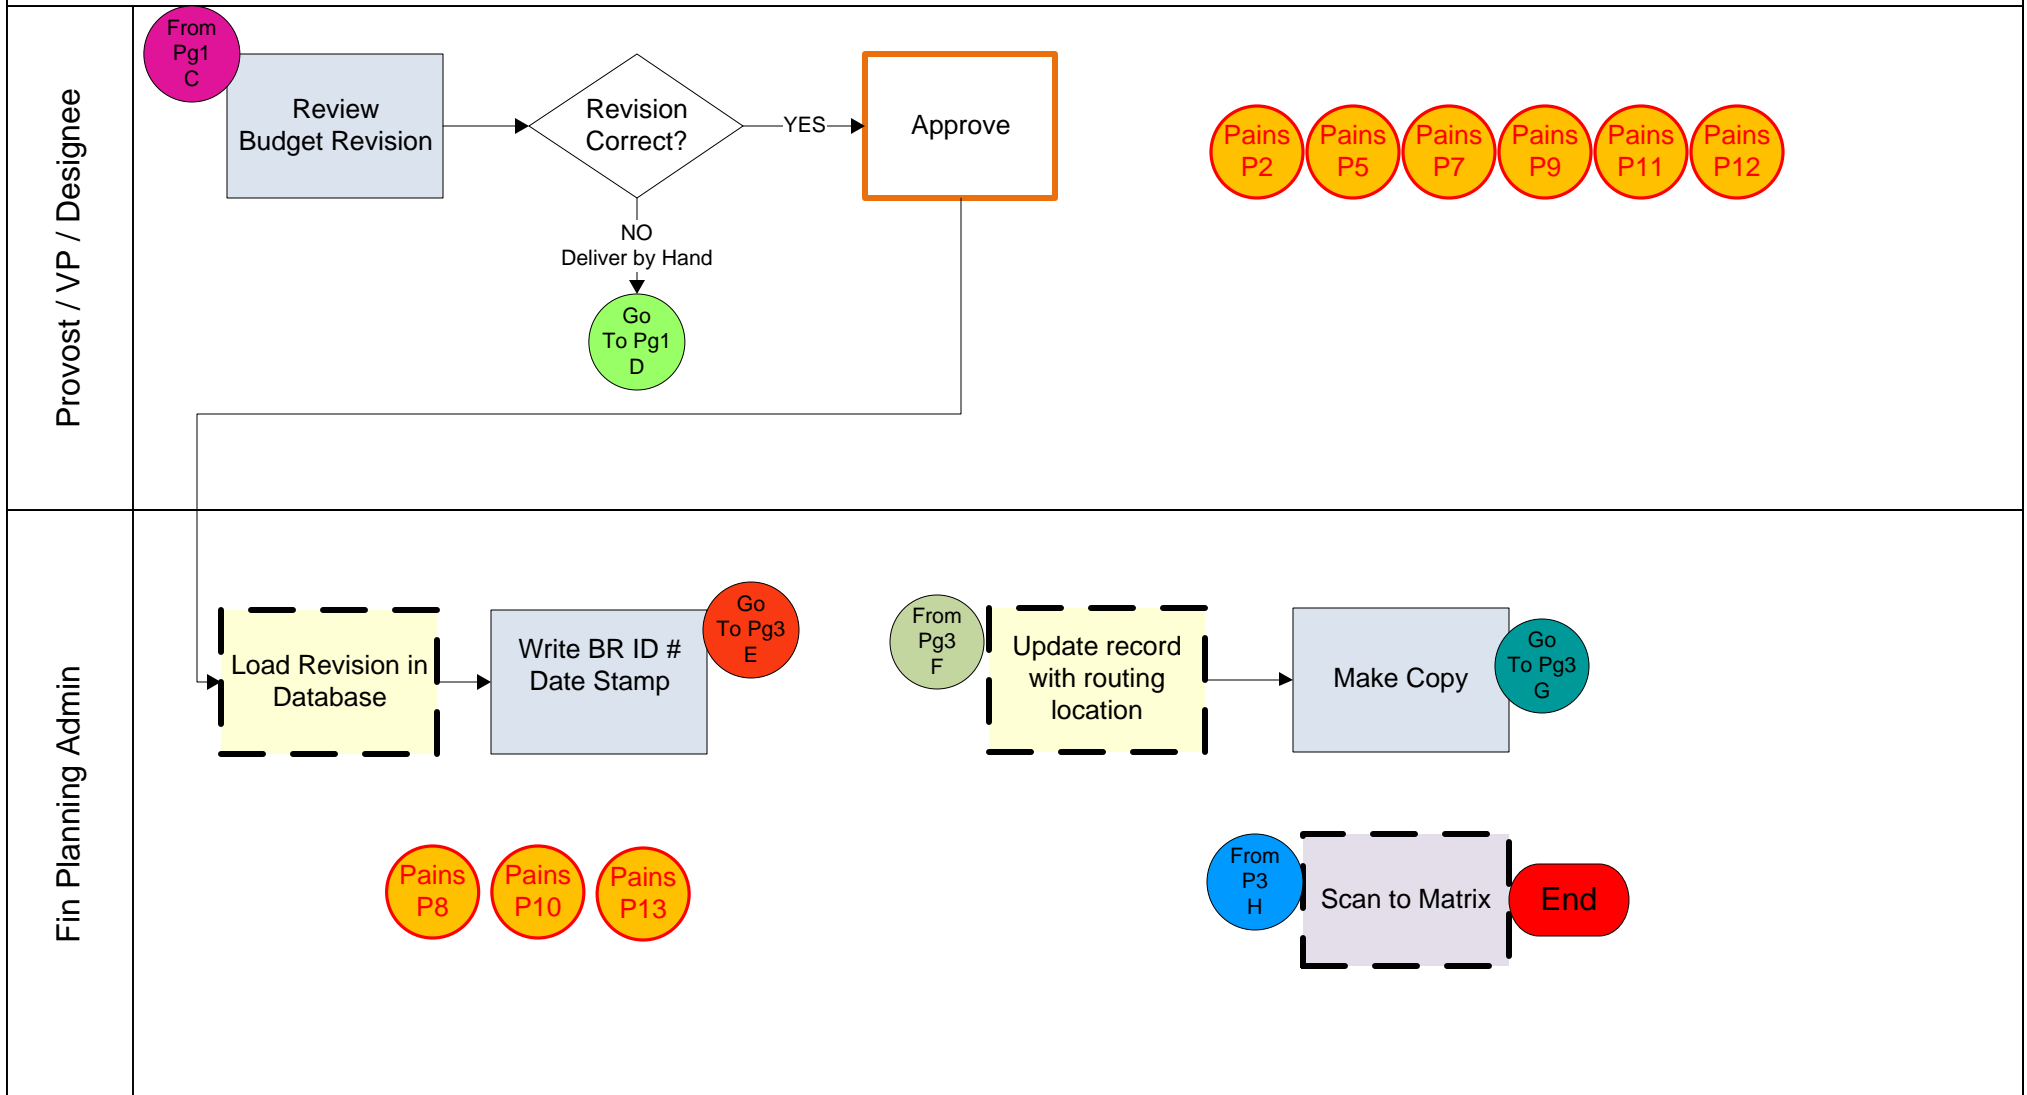 Provost / VP / Designee
From
Pg1
C
Review
Budget Revision
Revision
Correct?
YES
Approve
NO
Deliver by Hand
Go
To Pg1
D
Pains
P2
Pains
P5
Pains
P7
Pains
P9
Pains
P11
Pains
P12
Fin Planning Admin
Load Revision in
Database
Write BR ID #
Date Stamp
Go
To Pg3
E
From
Pg3
F
Update record
with routing
location
Make Copy
Go
To Pg3
G
Pains
P8
Pains
P10
Pains
P13
From
P3
H
Scan to Matrix
End